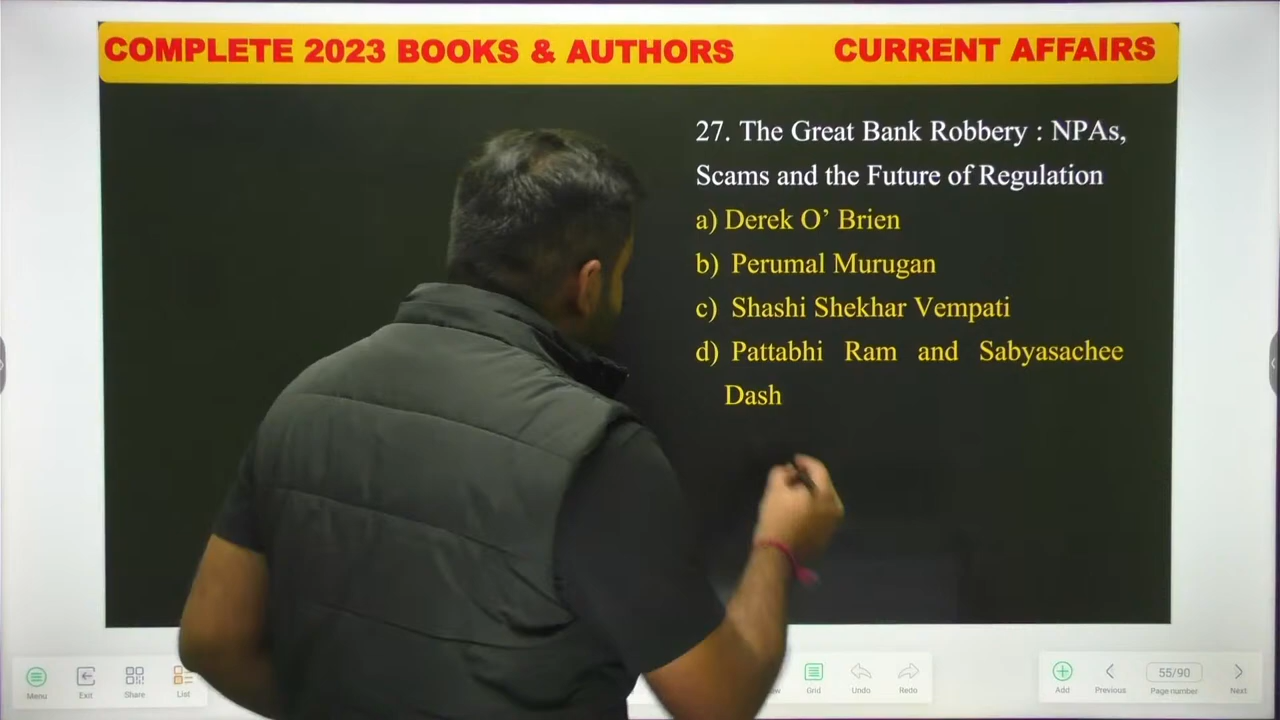 COMPLETE 2023 BOOKS & AUTHORS CURRENT AFFAIRS
27. The Great Bank Robbery : NPAs,
Scams and the Future of Regulation
a) Derek O’ Brien
b) Perumal Murugan
c) Shashi Shekhar Vempati
d) Pattabhi Ram and Sabyasachee
Dash
Menu Exit Share List Grid Undo Redo Add Previous 55/90 Page number Next